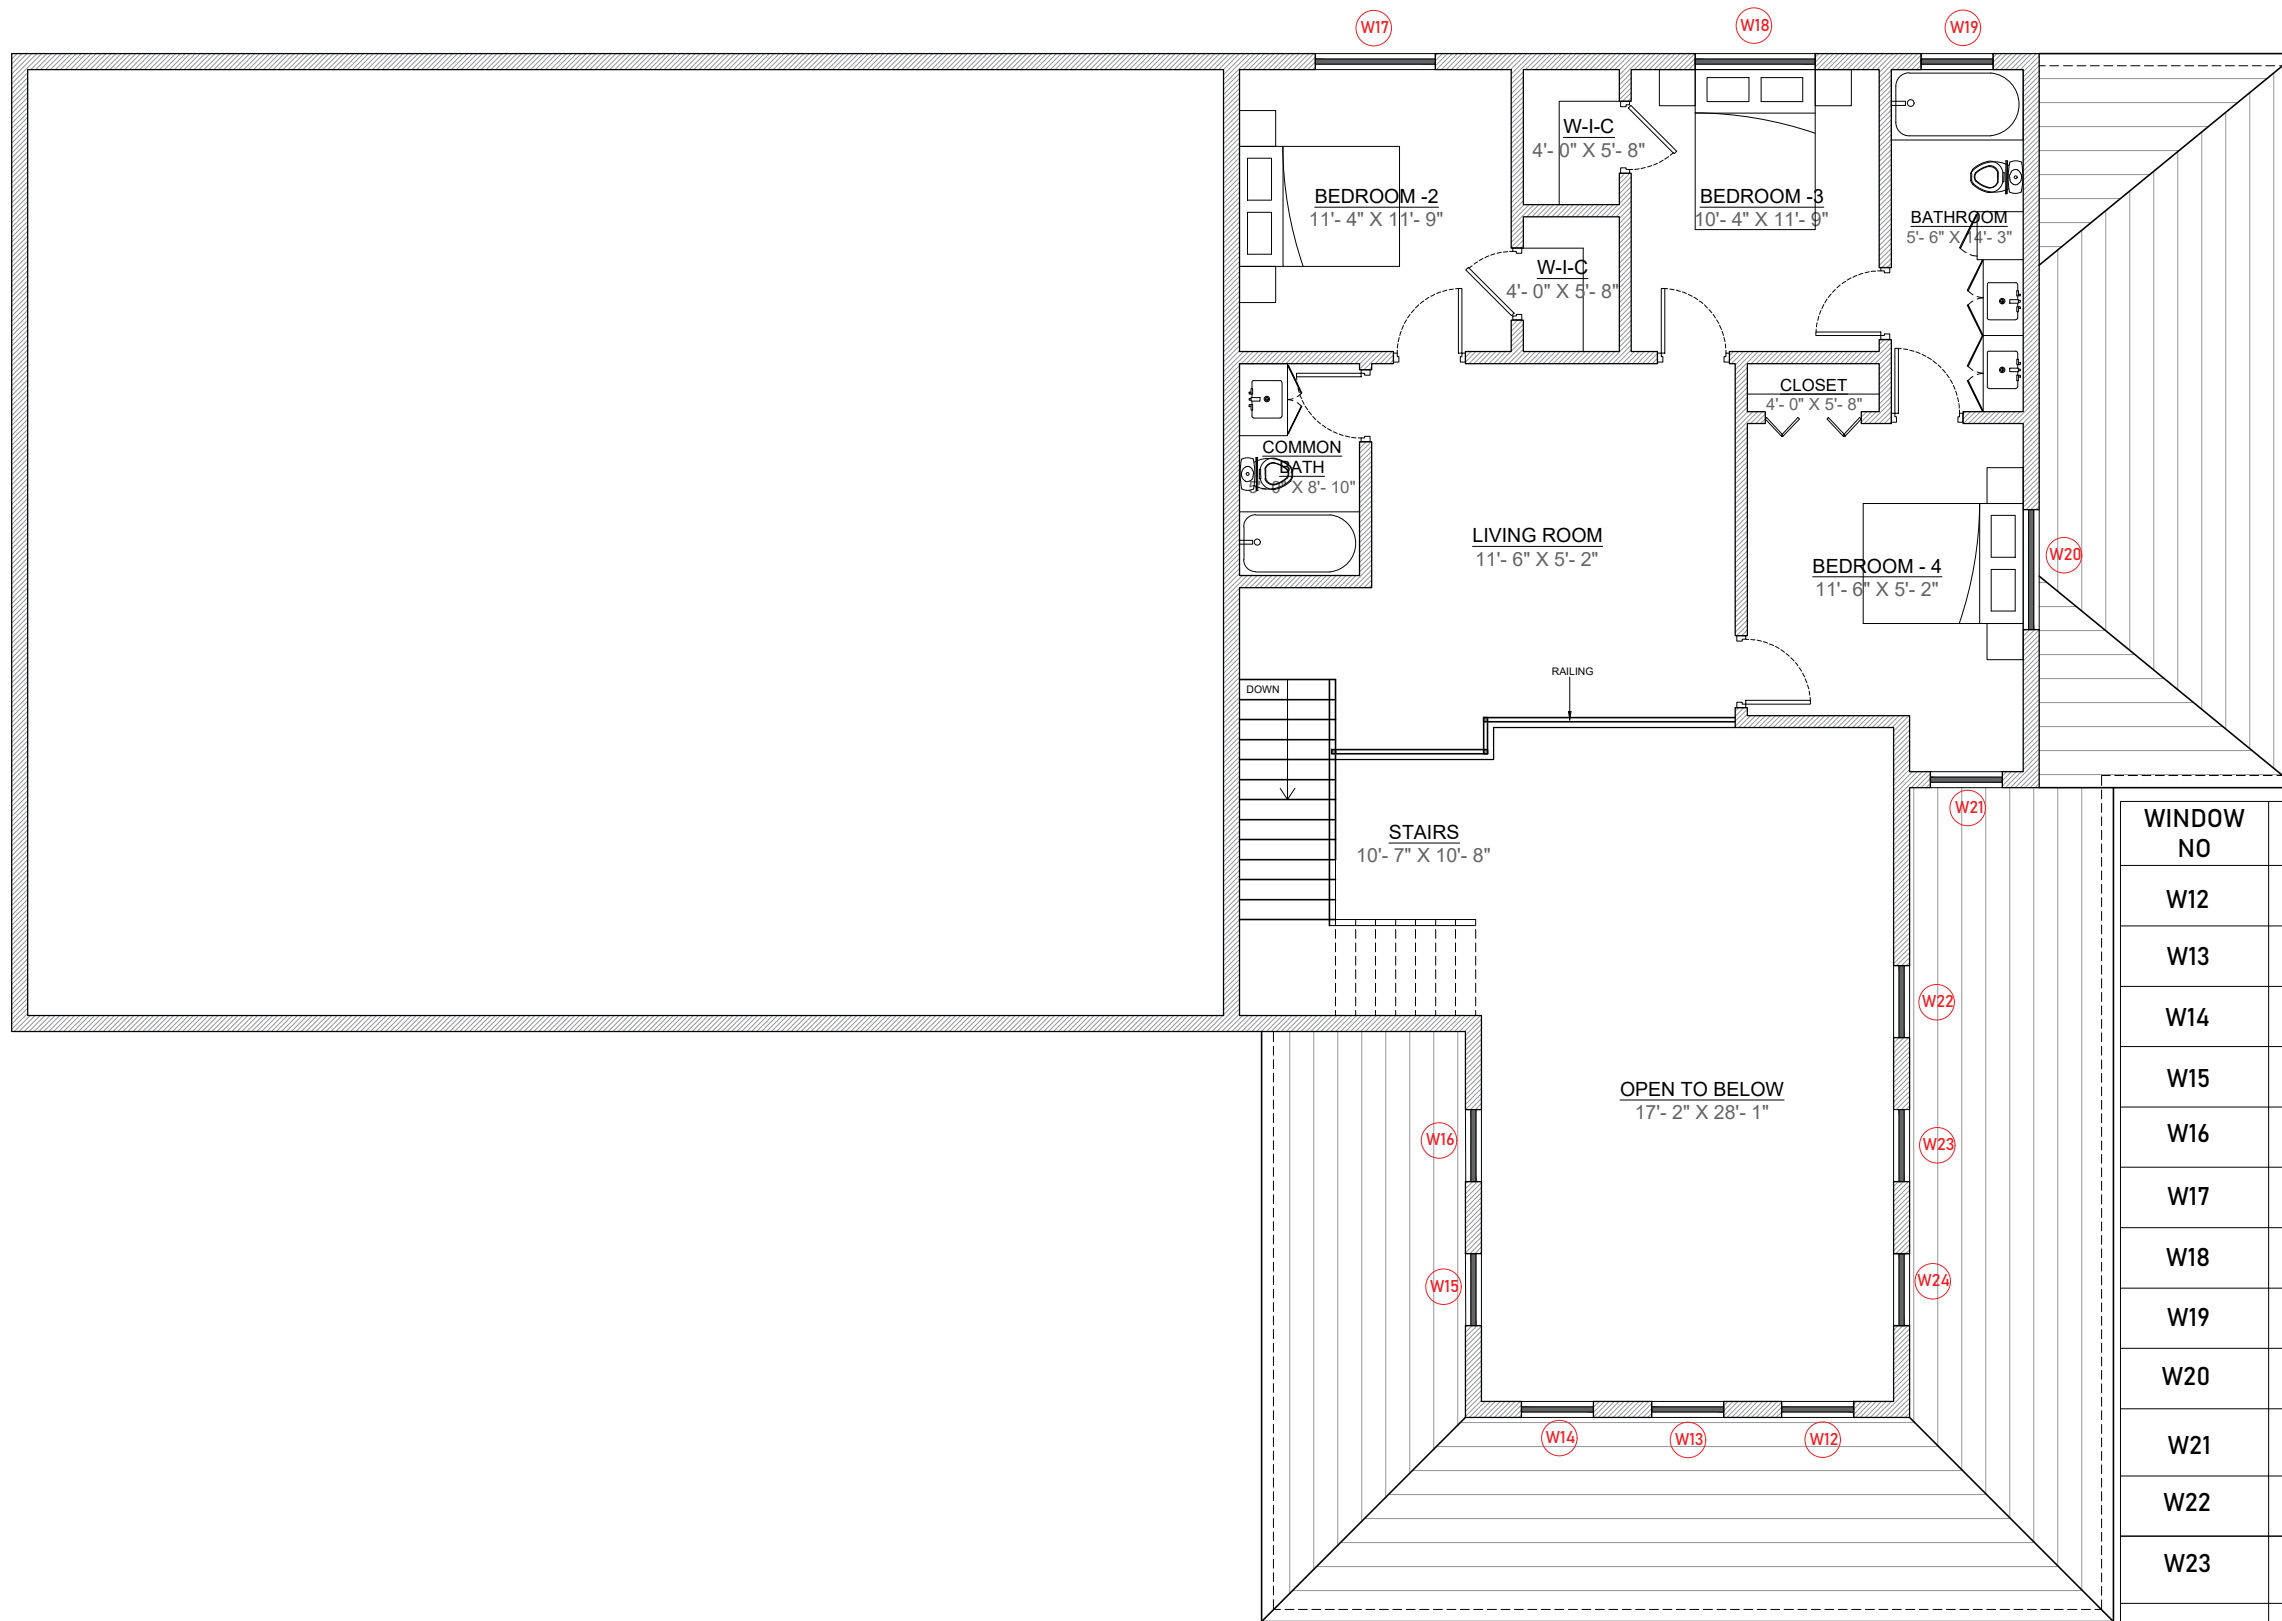 W17
W18
W19
W-I-C
4'- 0" X 5'- 8"
BEDROOM -2
11'- 4" X 11'- 9"
BEDROOM -3
10'- 4" X 11'- 9"
BATHROOM
5'- 6" X 14'- 3"
W-I-C
4'- 0" X 5'- 8"
CLOSET
4'- 0" X 5'- 8"
COMMON
BATH
5'- 0" X 8'- 10"
LIVING ROOM
11'- 6" X 5'- 2"
BEDROOM - 4
11'- 6" X 5'- 2"
W20
RAILING
DOWN
STAIRS
10'- 7" X 10'- 8"
W21
W22
OPEN TO BELOW
17'- 2" X 28'- 1"
W16
W23
W15
W24
W14
W13
W12
WINDOW
NO
W12
W13
W14
W15
W16
W17
W18
W19
W20
W21
W22
W23